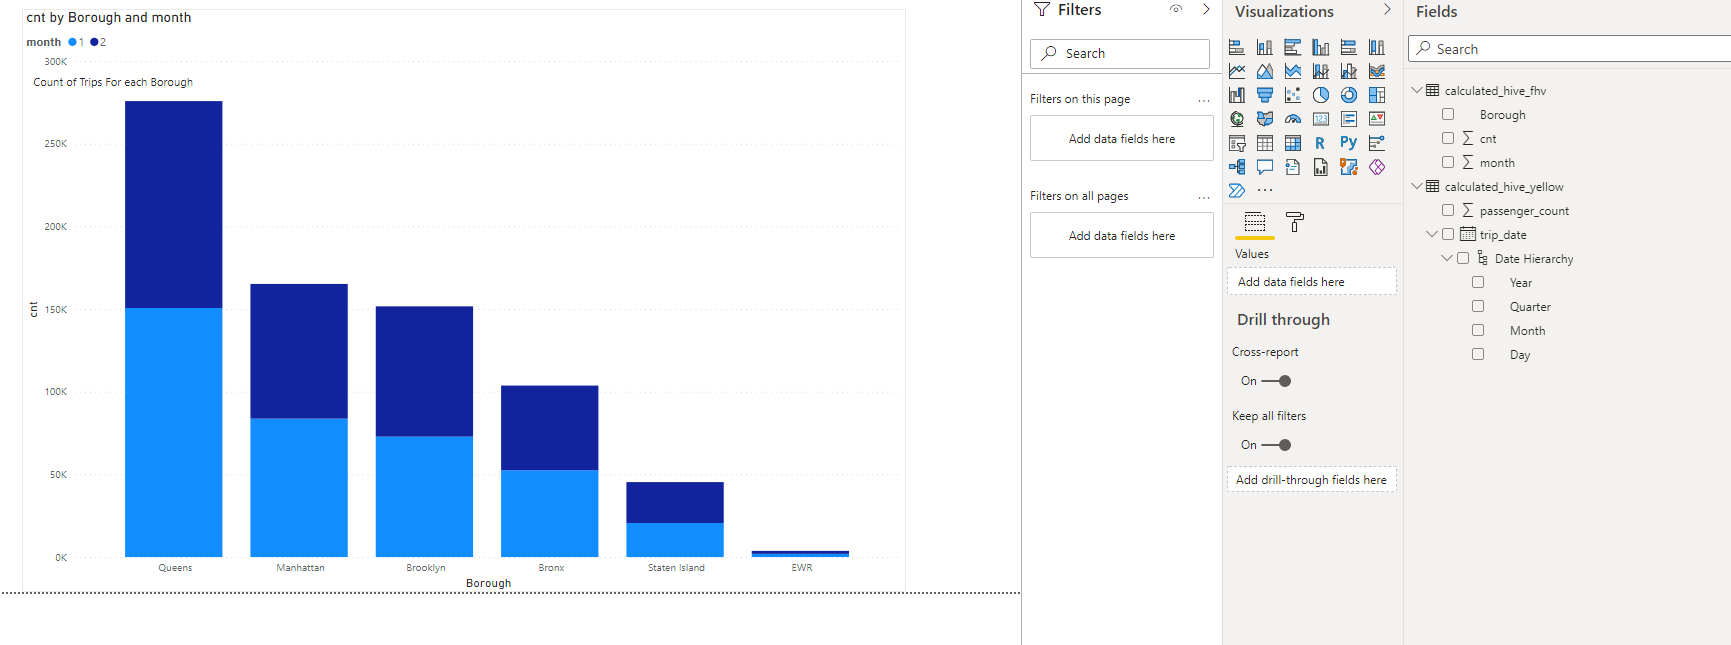 cnt by Borough and month
month 1 2
300K
Count of Trips For each Borough
250K
200K
150K
100K
50K
0K
cnt
Queens Manhattan Brooklyn Bronx Staten Island EWR
Borough
Filters
Search
Filters on this page ...
Add data fields here
Filters on all pages ...
Add data fields here
Visualizations
123
R Py
...
Values
Add data fields here
Drill through
Cross-report
On
Keep all filters
On
Add drill-through fields here
Fields
Search
calculated_hive_fhv
Borough
∑ cnt
∑ month
calculated_hive_yellow
∑ passenger_count
trip_date
Date Hierarchy
Year
Quarter
Month
Day